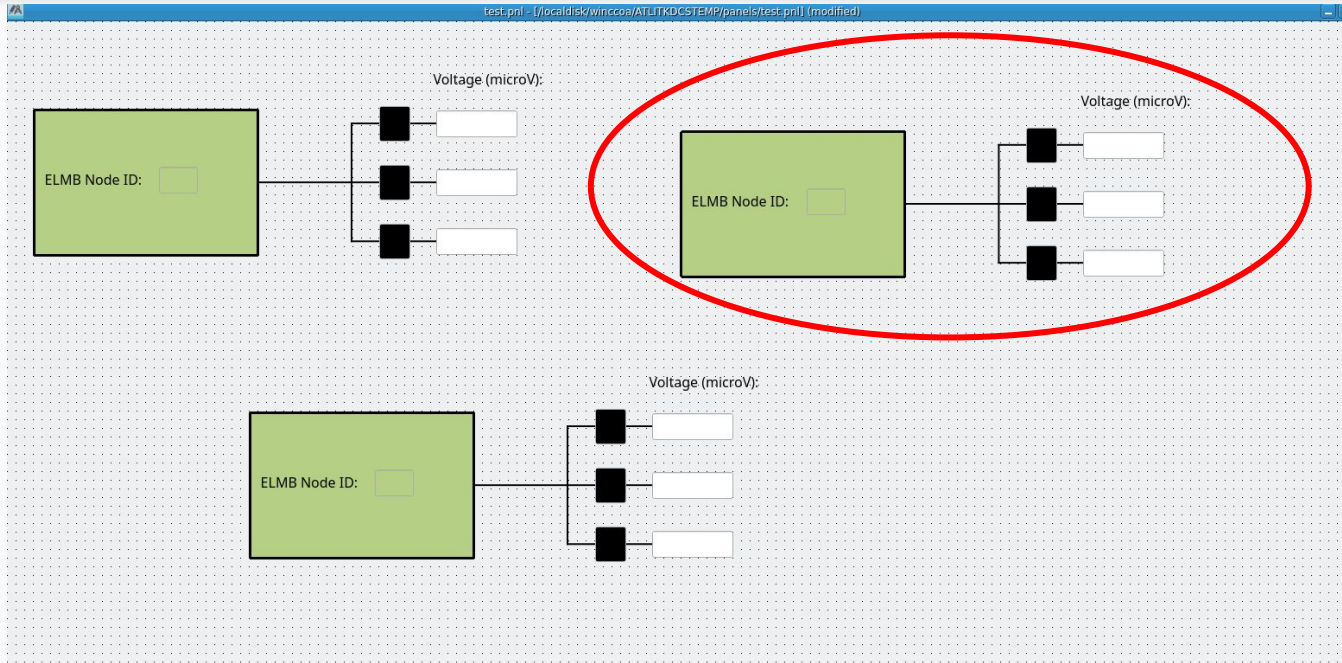 test.pnl - [/localdisk/winccoa/ATLITKDCSTEMP/panels/test.pnl] (modified)
Voltage (microV):
ELMB Node ID:
Voltage (microV):
ELMB Node ID:
Voltage (microV):
ELMB Node ID: